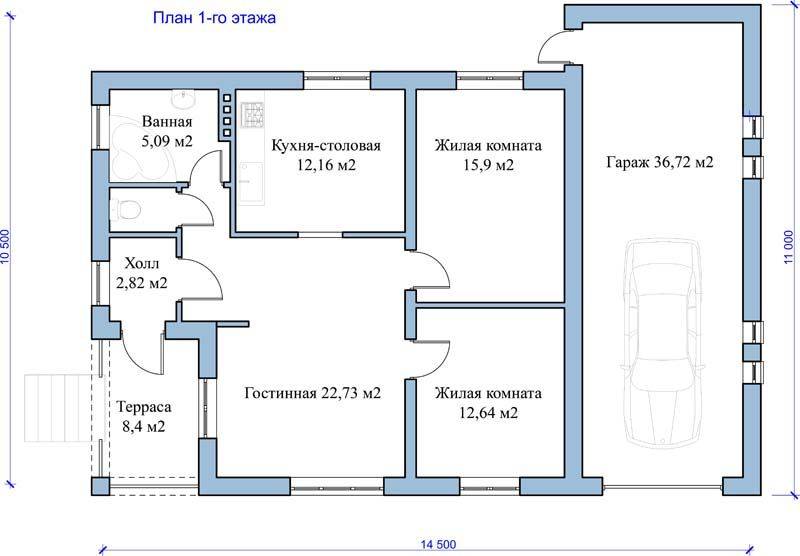 План 1-го этажа
Ванная
5,09 м2
Кухня-столовая
12,16 м2
Жилая комната
15,9 м2
Гараж 36,72 м2
Холл
2,82 м2
Терраса
8,4 м2
Гостинная 22,73 м2
Жилая комната
12,64 м2
10 500
11 000
14 500